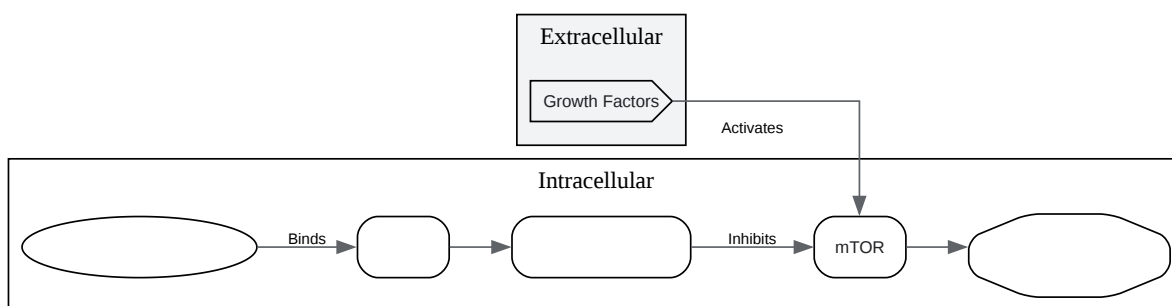 Extracellular
Growth Factors
Activates
Intracellular
Binds
Inhibits
mTOR